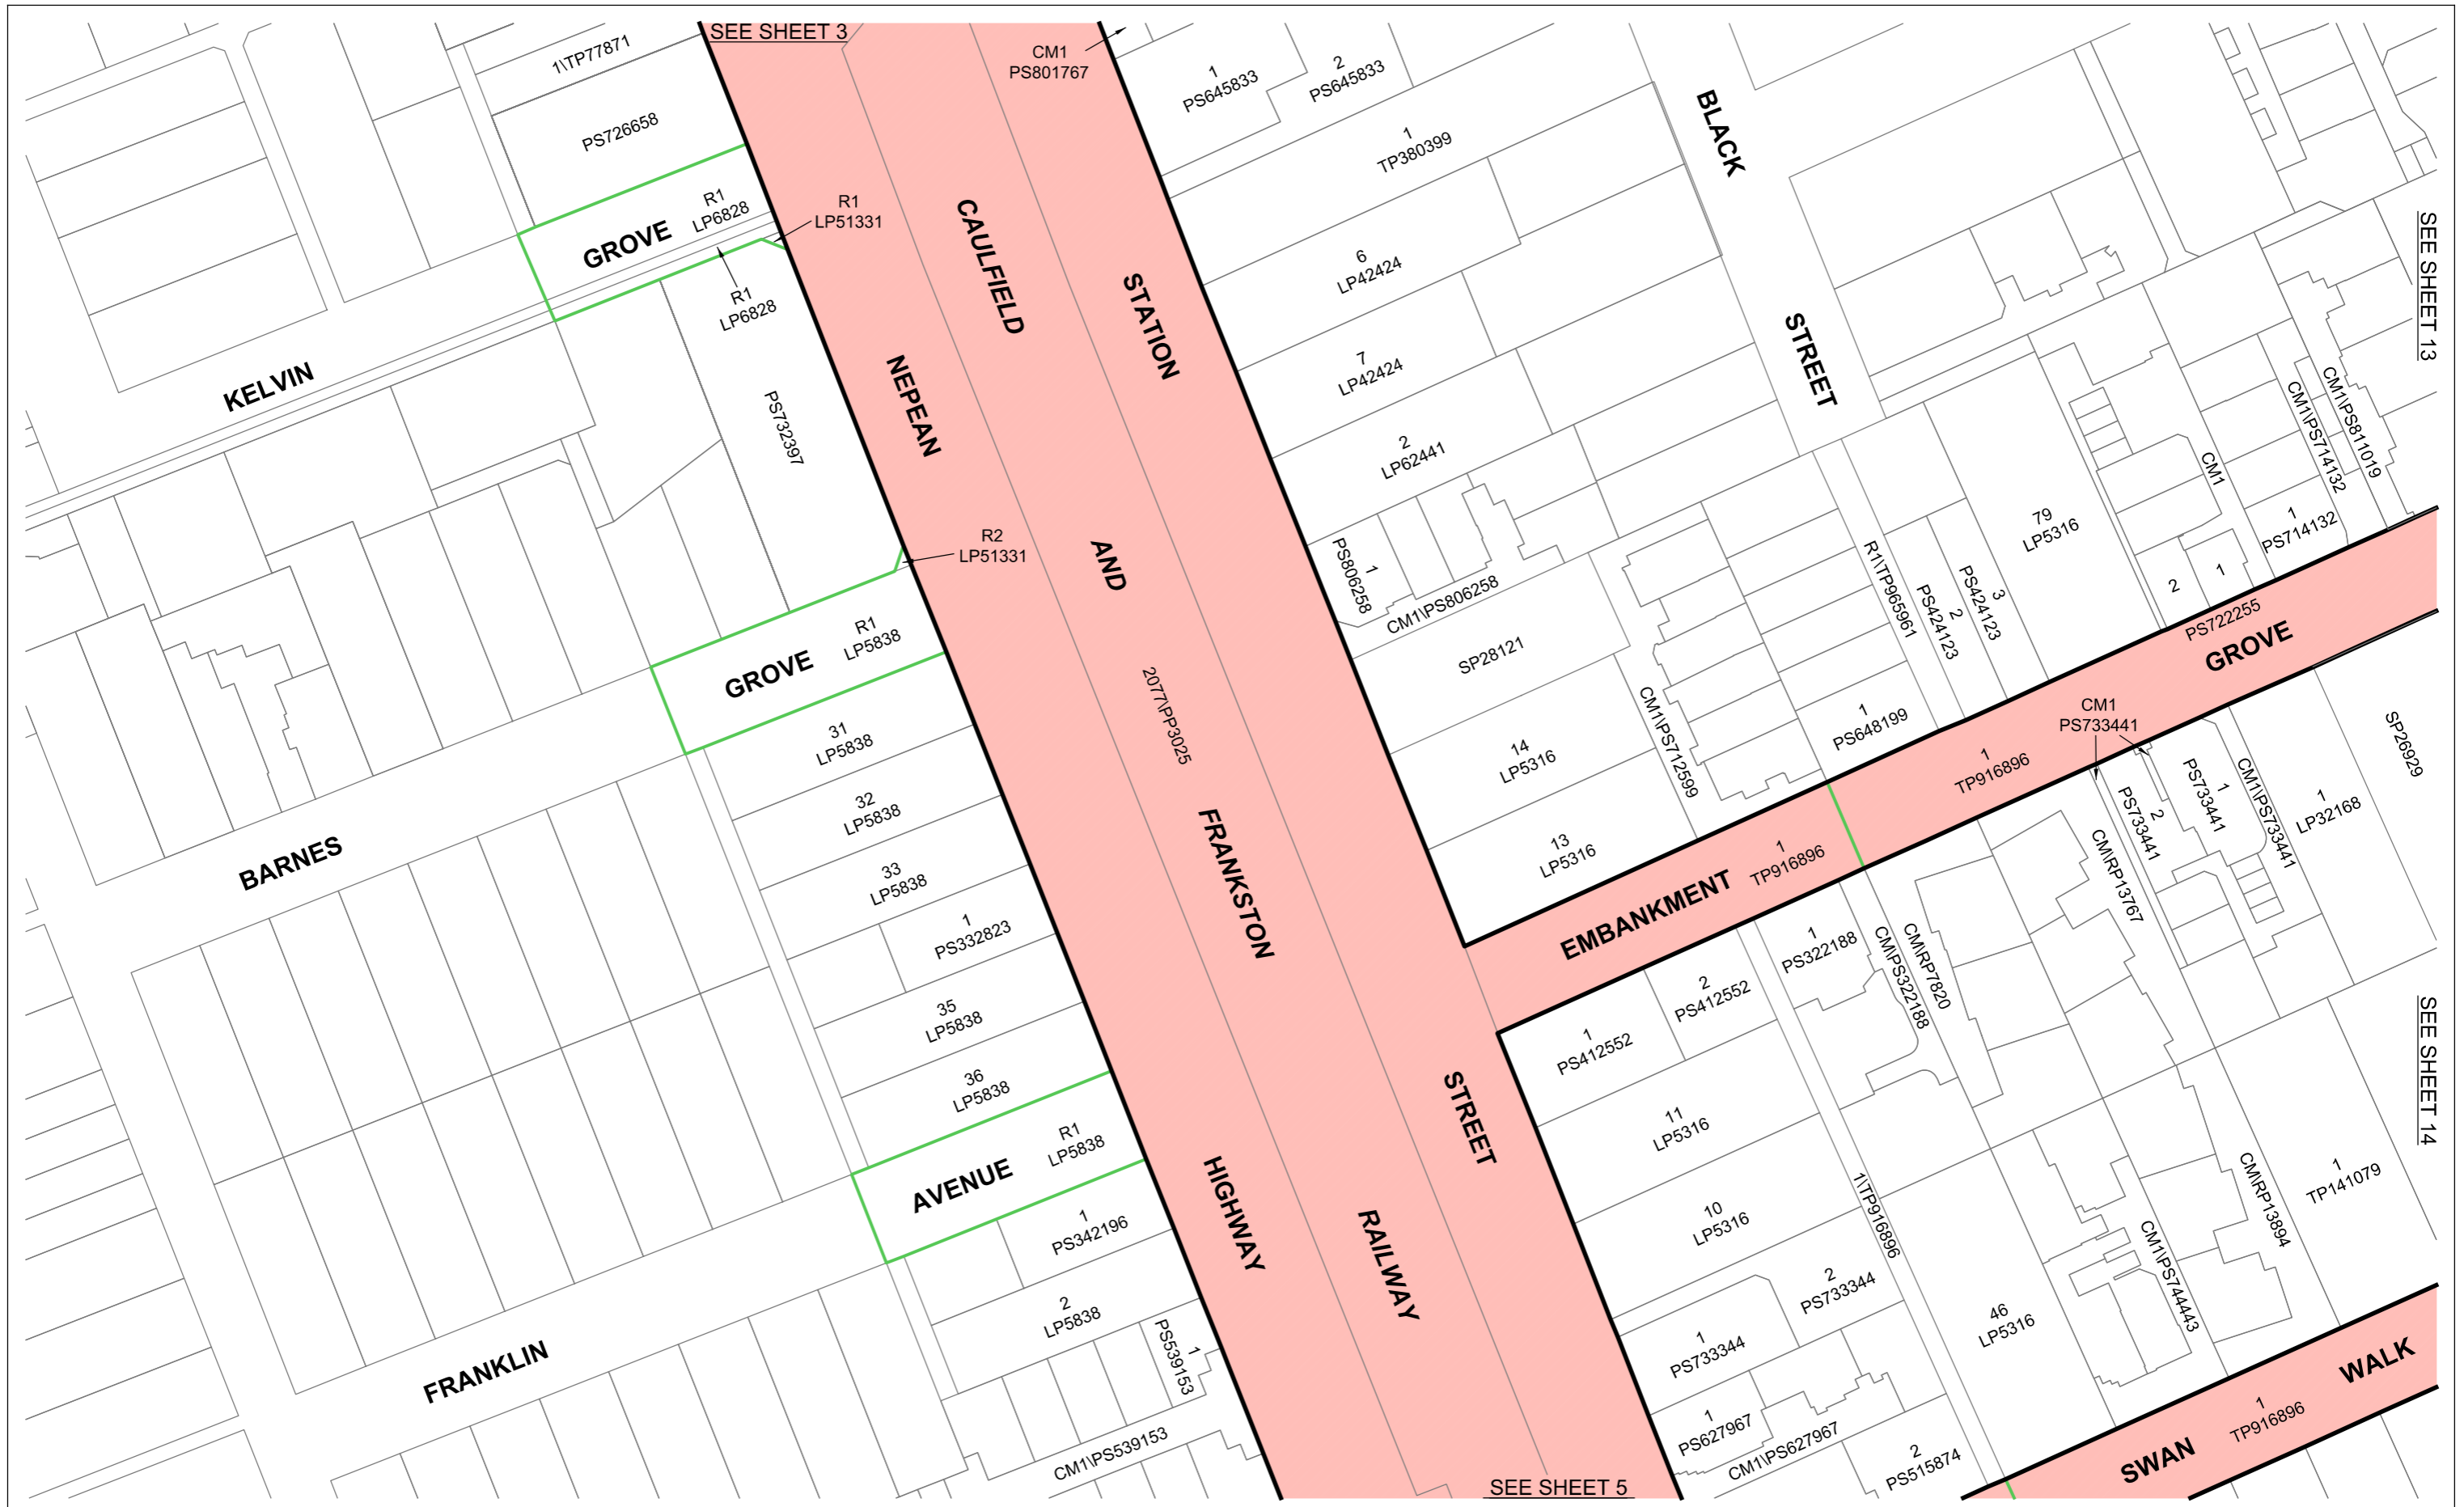 SEE SHEET 3
1\TP77871
PS726658
CM1
PS801767
1
PS645833
2
PS645833
1
TP380399
BLACK
STREET
R1
LP6828
GROVE
R1
LP51331
R1
LP6828
KELVIN
CAULFIELD
STATION
NEPEAN
6
LP42424
7
LP42424
2
LP62441
SEE SHEET 13
PS732397
R2
LP51331
AND
1
PS806258
CM1\PS806258
R1\TP965961
2
PS424123
3
PS424123
79
LP5316
CM1
CM1\PS714132
CM1\PS811019
1
PS714132
2
1
PS722255
GROVE
R1
LP5838
GROVE
2077\PP3025
SP28121
14
LP5316
CM1\PS712599
1
PS648199
13
LP5316
1
TP916896
CM1
PS733441
SP26929
31
LP5838
32
LP5838
33
LP5838
1
PS332823
35
LP5838
36
LP5838
BARNES
FRANKSTON
EMBANKMENT
1
TP916896
2
PS733441
1
PS733441
CM1\PS733441
1
LP32168
CM\RP13767
1
PS322188
CM\PS322188
CM\RP7820
2
PS412552
1
PS412552
SEE SHEET 14
11
LP5316
STREET
R1
LP5838
AVENUE
HIGHWAY
RAILWAY
10
LP5316
1\TP916896
1
TP141079
CM\RP13894
CM1\PS744443
1
PS342196
2
LP5838
1
PS539153
CM1\PS539153
FRANKLIN
2
PS733344
1
PS733344
46
LP5316
1
PS627967
CM1\PS627967
2
PS515874
SWAN
1
TP916896
WALK
SEE SHEET 5